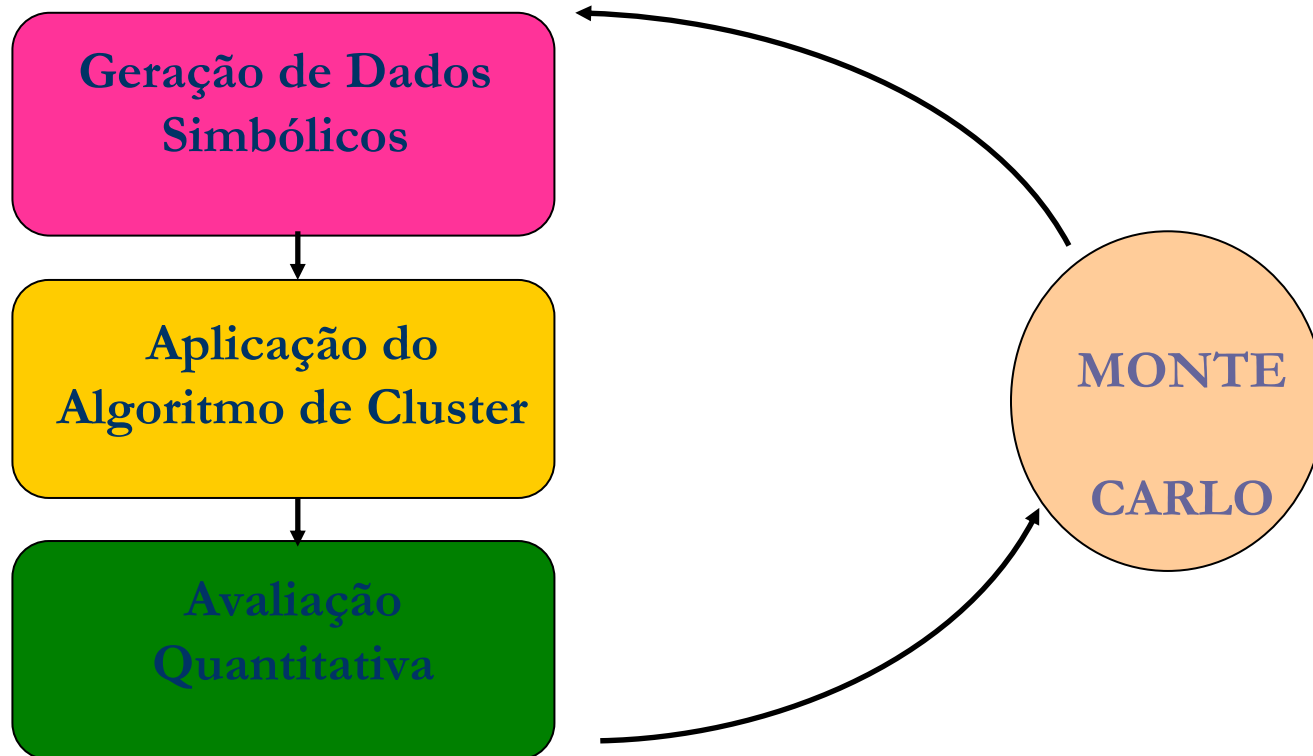 Geração de Dados
Simbólicos
Aplicação do
Algoritmo de Cluster
Avaliação
Quantitativa
MONTE
CARLO